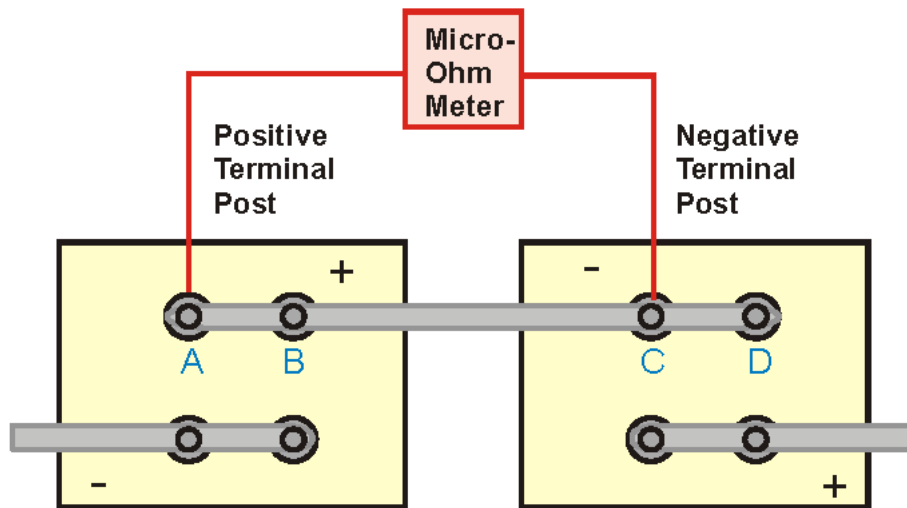 Micro-
Ohm
Meter
Positive
Terminal
Post
Negative
Terminal
Post
+
-
A
B
C
D
-
+